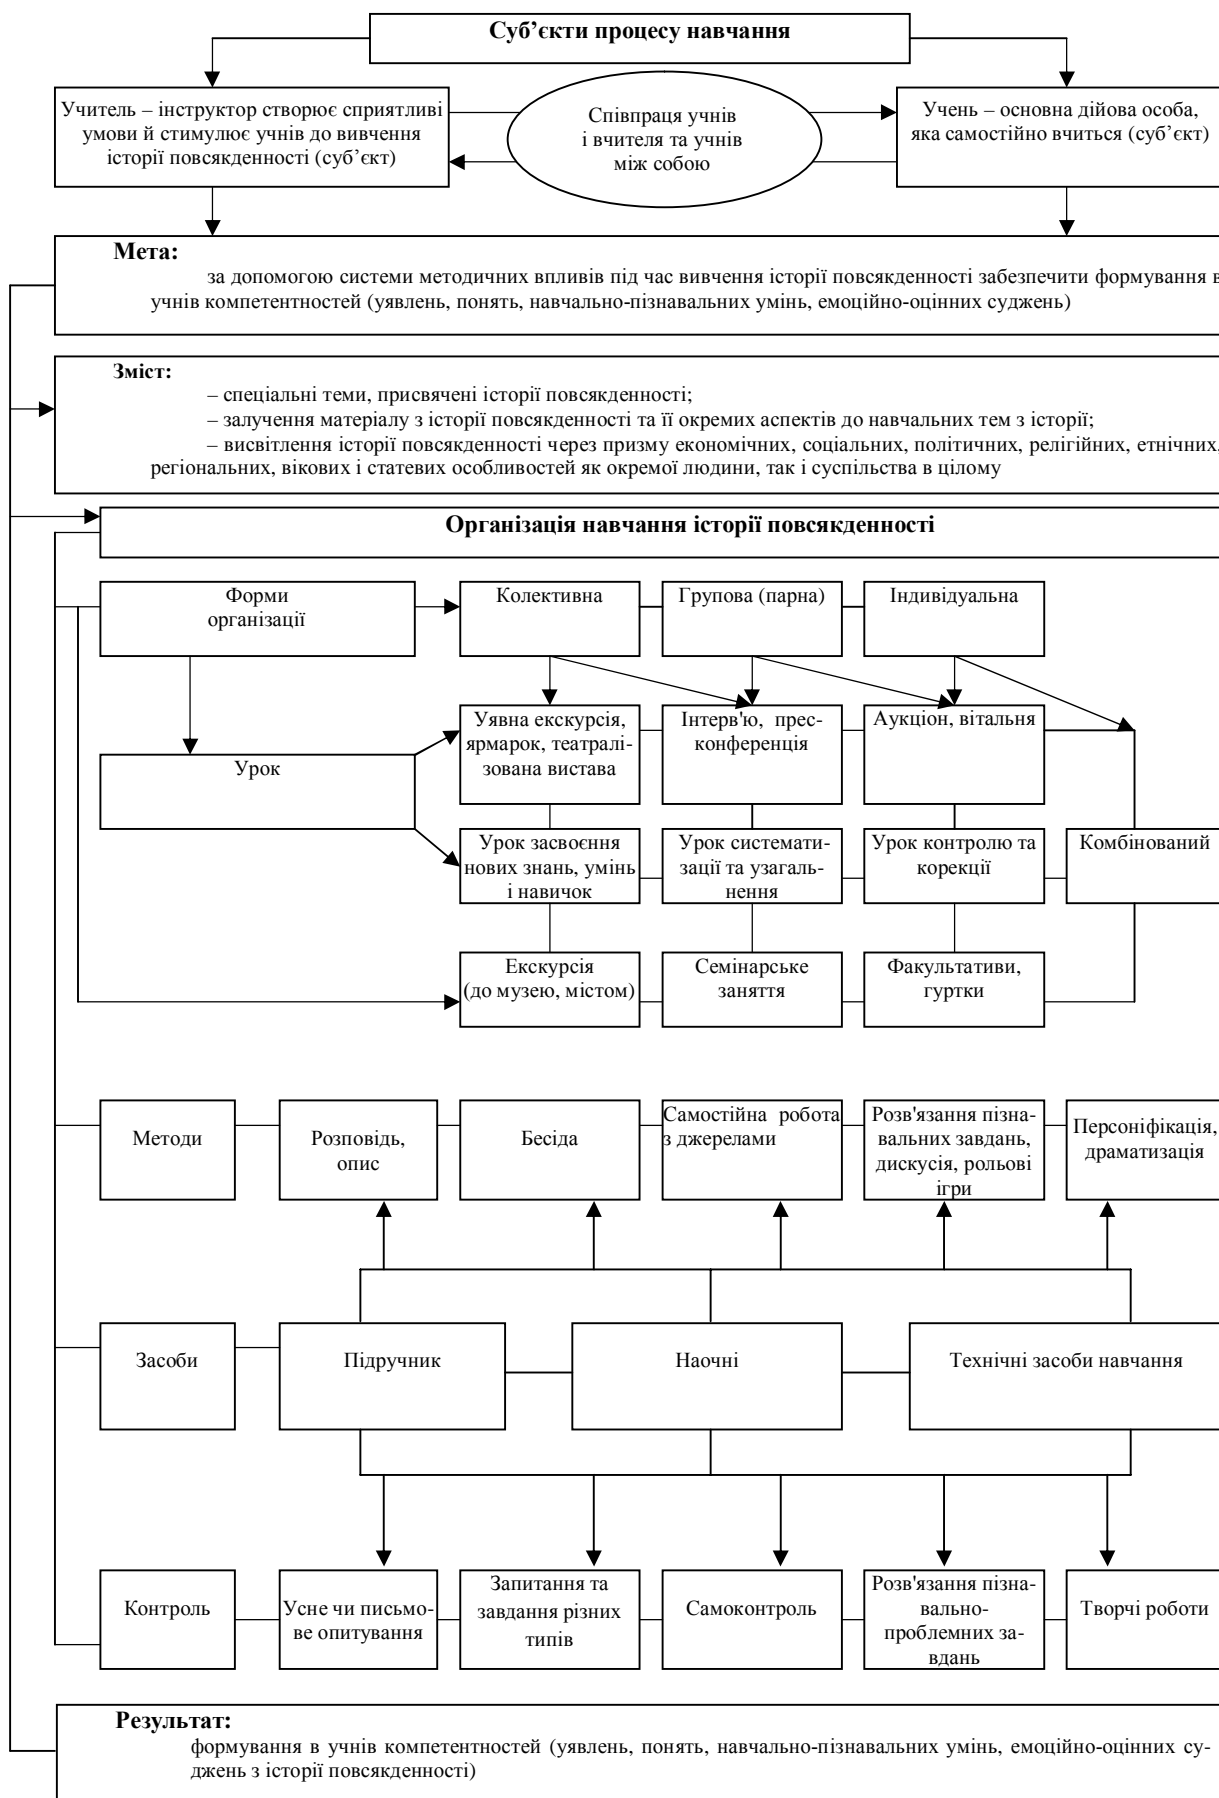 Суб’єкти процесу навчання
Учитель – інструктор створює сприятливі
умови й стимулює учнів до вивчення
історії повсякденності (суб’єкт)
Співпраця учнів
і вчителя та учнів
між собою
Учень – основна дійова особа,
яка самостійно вчиться (суб’єкт)
Мета:
за допомогою системи методичних впливів під час вивчення історії повсякденності забезпечити формування в
учнів компетентностей (уявлень, понять, навчально-пізнавальних умінь, емоційно-оцінних суджень)
Зміст:
– спеціальні теми, присвячені історії повсякденності;
– залучення матеріалу з історії повсякденності та її окремих аспектів до навчальних тем з історії;
– висвітлення історії повсякденності через призму економічних, соціальних, політичних, релігійних, етнічних,
регіональних, вікових і статевих особливостей як окремої людини, так і суспільства в цілому
Організація навчання історії повсякденності
Форми
організації
Колективна
Групова (парна)
Індивідуальна
Урок
Уявна екскурсія,
ярмарок, театралі-
зована вистава
Інтерв'ю, прес-
конференція
Аукціон, вітальня
Урок засвоєння
нових знань, умінь
і навичок
Урок системати-
зації та узагаль-
нення
Урок контролю та
корекції
Комбінований
Екскурсія
(до музею, містом)
Семінарське
заняття
Факультативи,
гуртки
Методи
Розповідь,
опис
Бесіда
Самостійна робота
з джерелами
Розв'язання пізна-
вальних завдань,
дискусія, рольові
ігри
Персоніфікація,
драматизація
Засоби
Підручник
Наочні
Технічні засоби навчання
Контроль
Усне чи письмо-
ве опитування
Запитання та
завдання різних
типів
Самоконтроль
Розв'язання пізна-
вально-
проблемних за-
вдань
Творчі роботи
Результат:
формування в учнів компетентностей (уявлень, понять, навчально-пізнавальних умінь, емоційно-оцінних су-
джень з історії повсякденності)